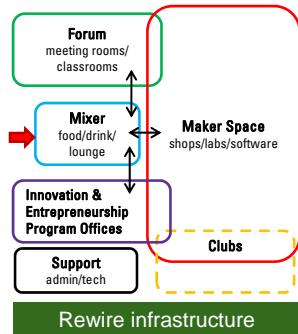 Forum
meeting rooms/
classrooms
Mixer
food/drink/
lounge
Maker Space
shops/labs/software
Innovation &
Entrepreneurship
Program Offices
Clubs
Support
admin/tech
Rewire infrastructure